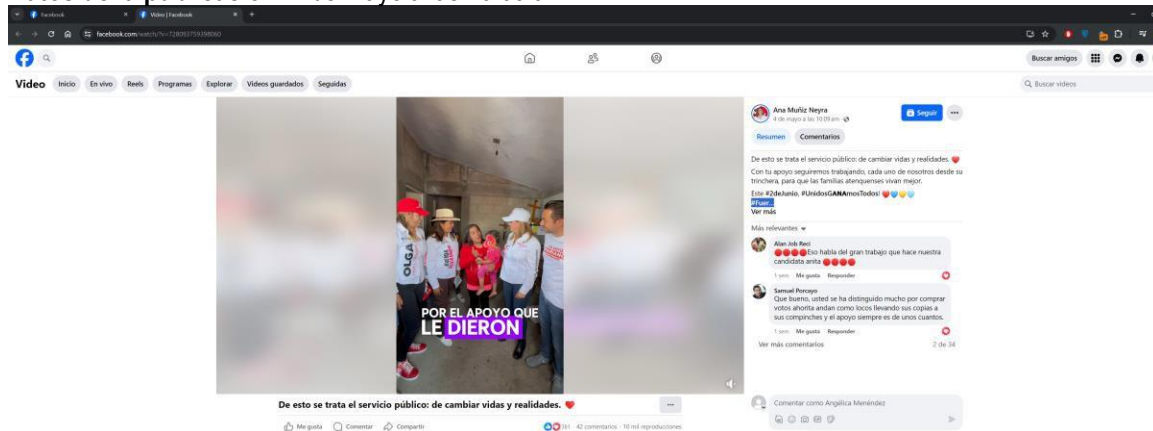 Facebook
Video | Facebook
facebook.com/watch/?v=728093759398060
Buscar amigos
Video
Inicio
En vivo
Reels
Programas
Explorar
Videos guardados
Seguidas
Buscar videos
OLGA
POR EL APOYO QUE
LE DIERON
Ana Muñiz Neyra
4 de mayo a las 10:09 am
Seguir
Resumen
Comentarios
De esto se trata el servicio público: de cambiar vidas y realidades. ❤️
Con tu apoyo seguiremos trabajando, cada uno de nosotros desde su
trinchera, para que las familias atenquenses vivan mejor.
Este #2deJunio, #UnidosGANAmosTodos!
#Fuer...
Ver más
Más relevantes
Alan Job Reci
Eso habla del gran trabajo que hace nuestra
candidata anita
1 sem Me gusta Responder
Samuel Porcayo
Que bueno, usted se ha distinguido mucho por comprar
votos ahorita andan como locos llevando sus copias a
sus compinches y el apoyo siempre es de unos cuantos.
1 sem Me gusta Responder
Ver más comentarios
2 de 34
Comentar como Angélica Menéndez
De esto se trata el servicio público: de cambiar vidas y realidades. ❤️
Me gusta
Comentar
Compartir
381
42 comentarios · 10 mil reproducciones